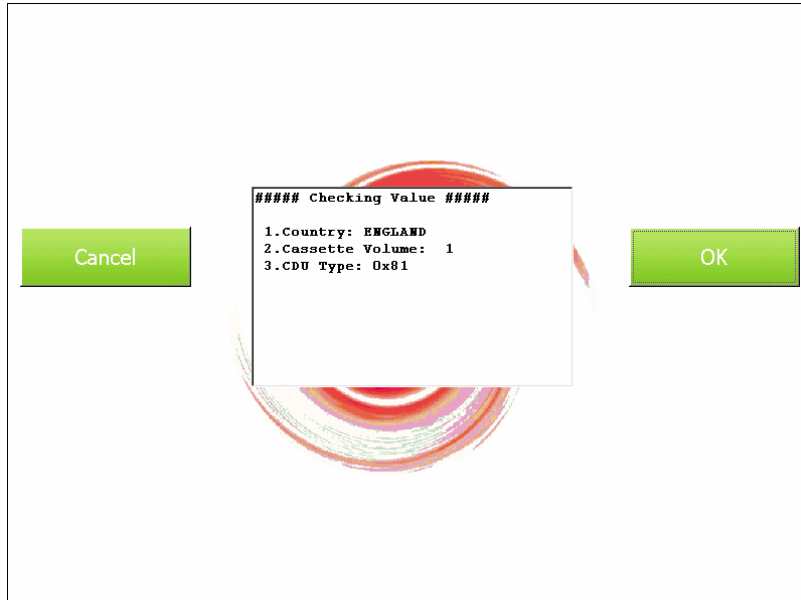 ##### Checking Value #####
1.Country: ENGLAND
2.Cassette Volume:  1
3.CDU Type: 0x81
Cancel
OK